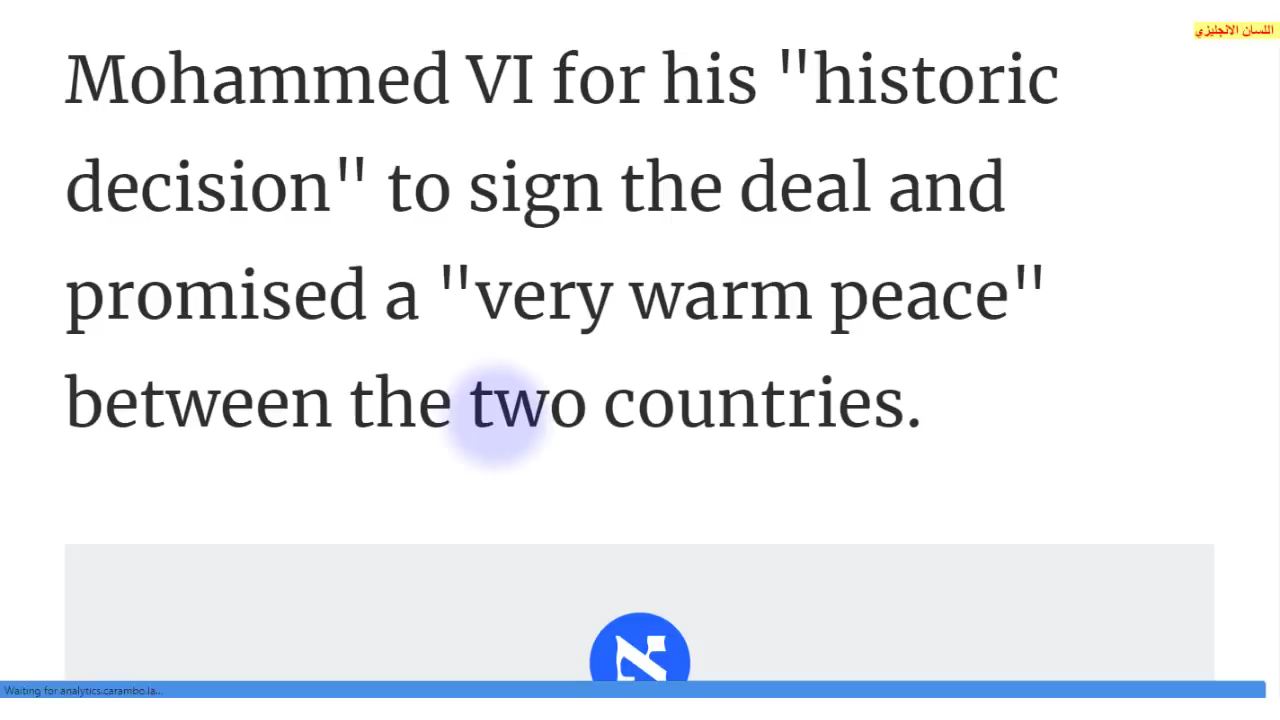 اللسان الانجليزي
Mohammed VI for his "historic
decision" to sign the deal and
promised a "very warm peace"
between the two countries.
א
Waiting for analytics.carambo.la...